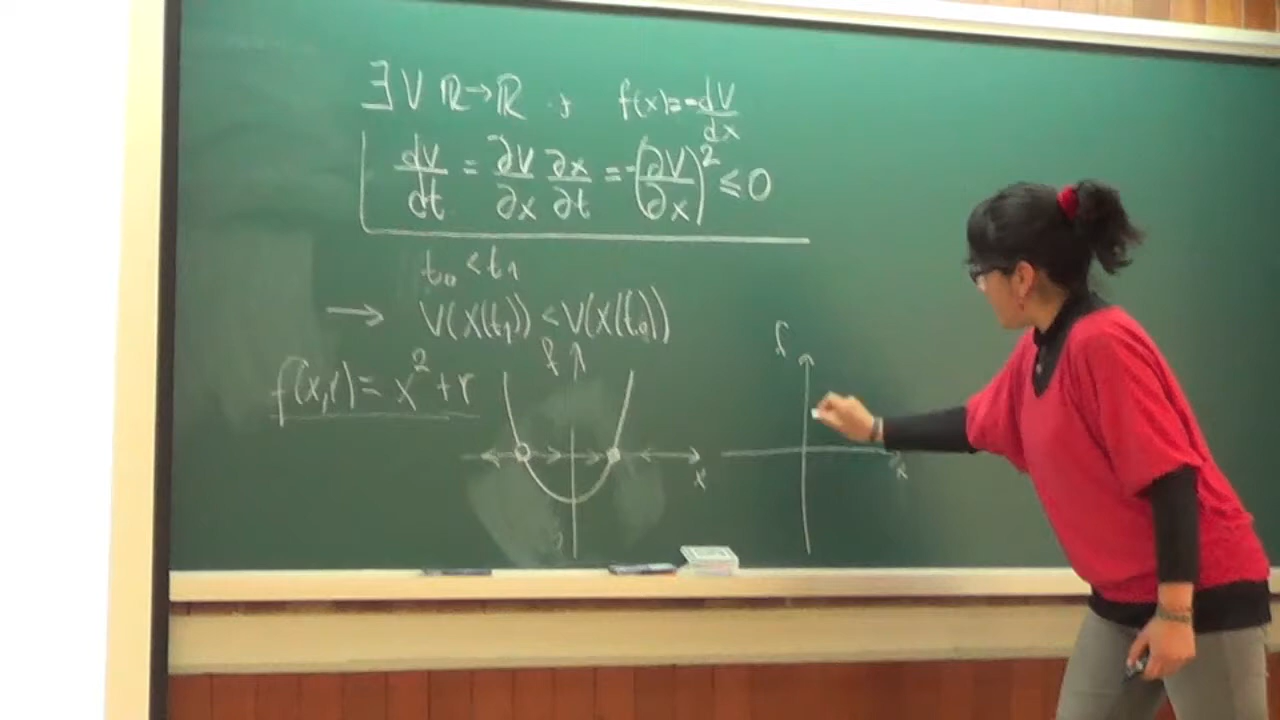 ∃ V ℝ→ℝ f(x)=-dV/dx
dV/dt = ∂V/∂x ∂x/∂t = -(∂V/∂x)² ≤ 0
t₀ < t₁
→ V(X(t₁)) < V(X(t₀))
f(x,r) = x² + r
f
x
f
x